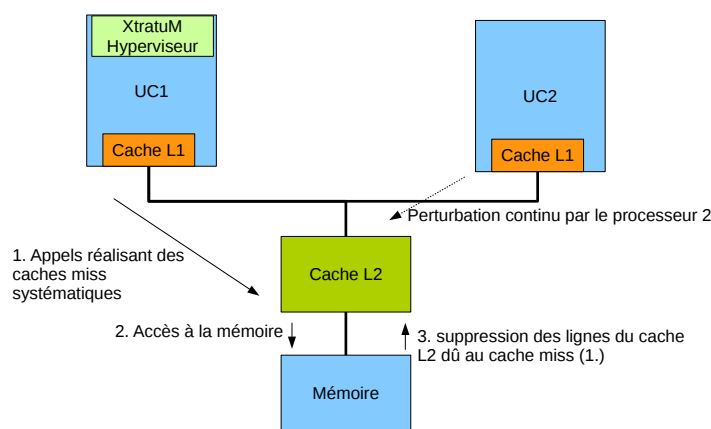 XtratuM
Hyperviseur
UC1
UC2
Cache L1
Cache L1
Perturbation continu par le processeur 2
1. Appels réalisant des
caches miss
systématiques
Cache L2
2. Accès à la mémoire
3. suppression des lignes du cache
L2 dû au cache miss (1.)
Mémoire